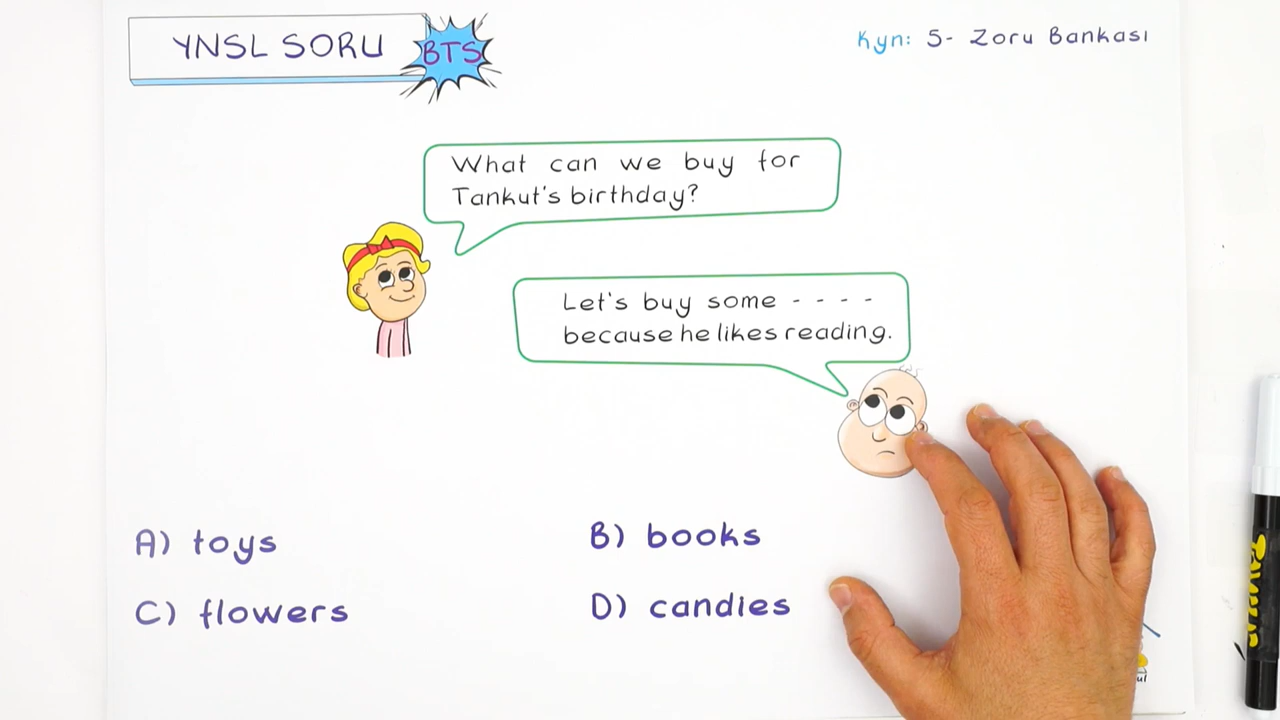 YNSL SORU
BTS
Kyn: 5- Zoru Bankası
What can we buy for
Tankut's birthday?
Let's buy some - - - -
because he likes reading.
A) toys
B) books
C) flowers
D) candies